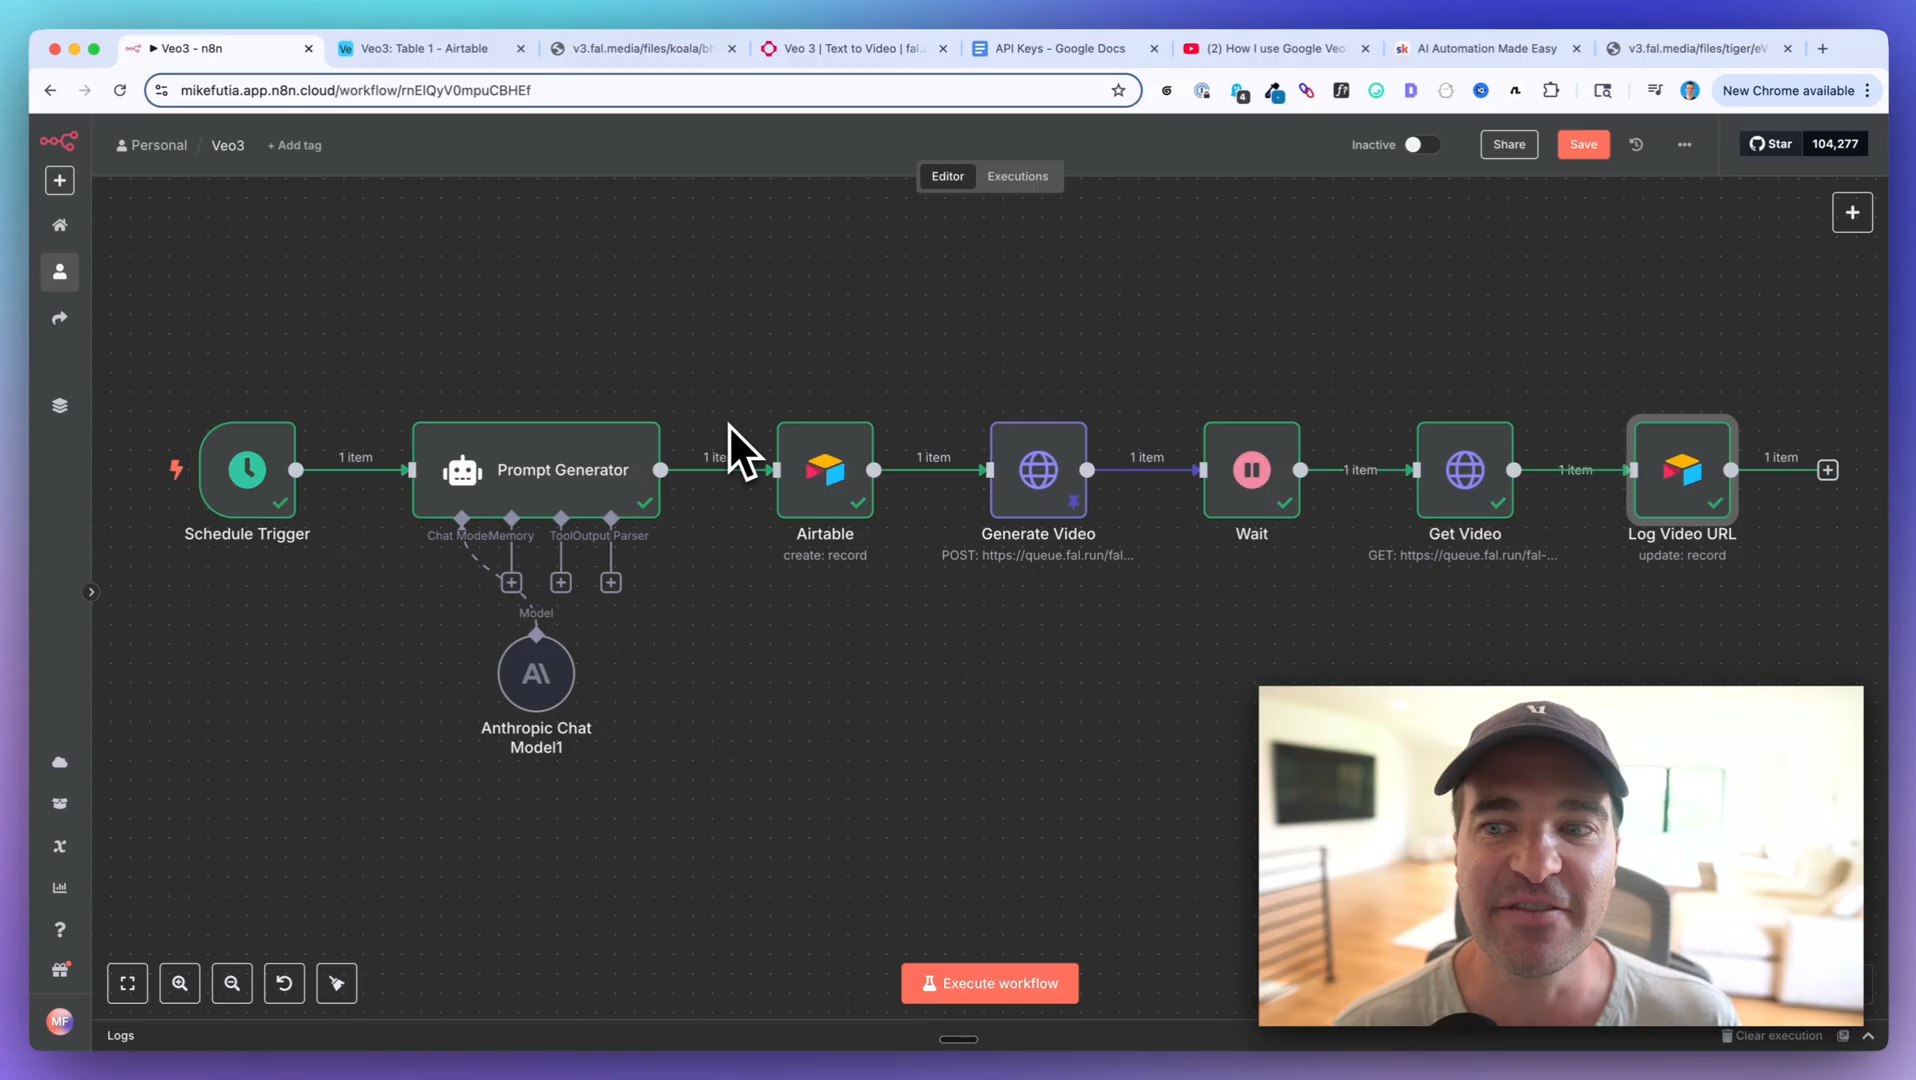 Veo3 - n8n
Veo3: Table 1 - Airtable
v3.fal.media/files/koala/b
Veo 3 | Text to Video | fal.
API Keys - Google Docs
(2) How I use Google Veo
AI Automation Made Easy
v3.fal.media/files/tiger/eV
mikefutia.app.n8n.cloud/workflow/rnElQyV0mpuCBHEf
4
New Chrome available
Personal / Veo3 + Add tag
Inactive
Share
Save
Star 104,277
Editor Executions
1 item
1 item
1 item
1 item
1 item
1 item
Prompt Generator
Schedule Trigger
Chat Mode
Memory
Tool
Output Parser
Model
Anthropic Chat
Model1
Airtable
create: record
Generate Video
POST: https://queue.fal.run/fal...
Wait
Get Video
GET: https://queue.fal.run/fal-...
Log Video URL
update: record
Execute workflow
MF
Logs
Clear execution